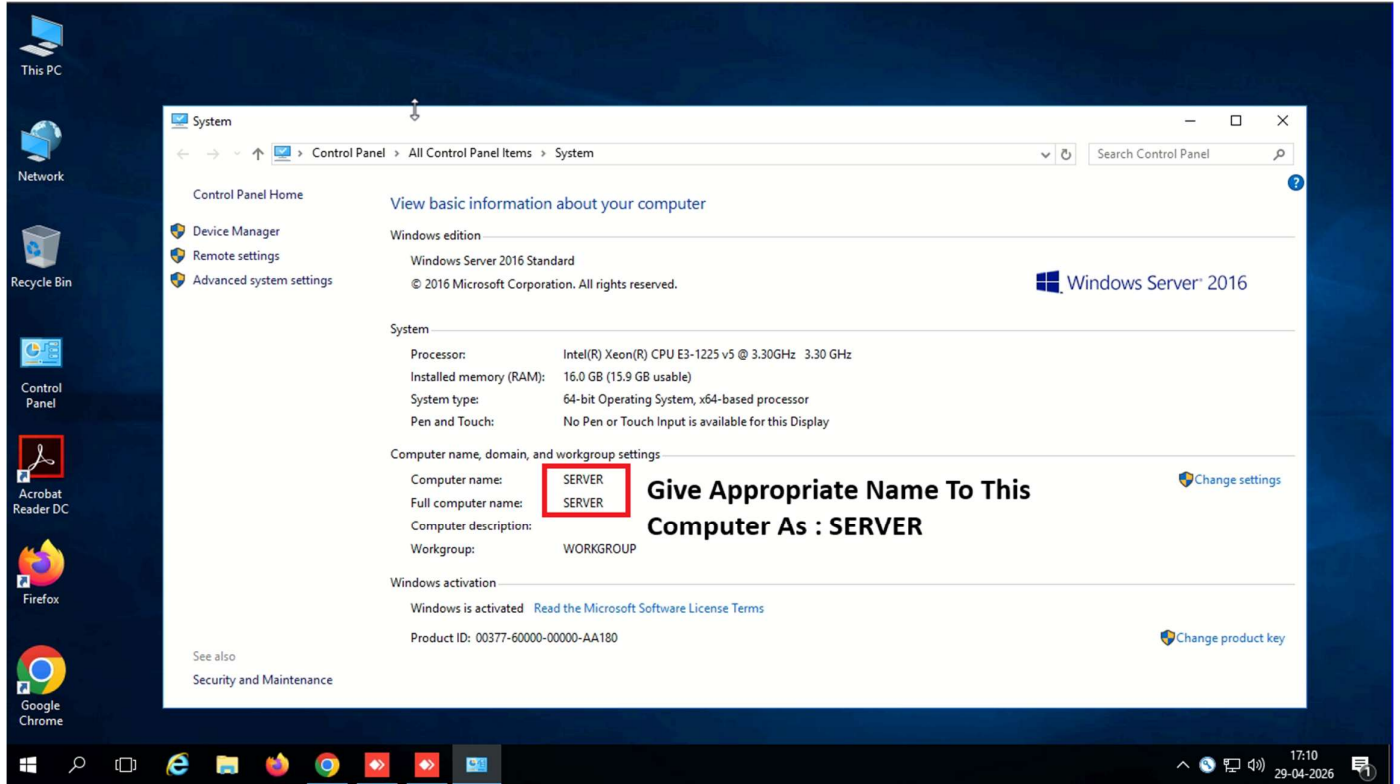 This PC
Network
Recycle Bin
Control
Panel
Acrobat
Reader DC
Firefox
Google
Chrome
System
Control Panel > All Control Panel Items > System
Search Control Panel
Control Panel Home
Device Manager
Remote settings
Advanced system settings
See also
Security and Maintenance
View basic information about your computer
Windows edition
Windows Server 2016 Standard
© 2016 Microsoft Corporation. All rights reserved.
Windows Server® 2016
System
Processor: Intel(R) Xeon(R) CPU E3-1225 v5 @ 3.30GHz 3.30 GHz
Installed memory (RAM): 16.0 GB (15.9 GB usable)
System type: 64-bit Operating System, x64-based processor
Pen and Touch: No Pen or Touch Input is available for this Display
Computer name, domain, and workgroup settings
Computer name: SERVER
Change settings
Full computer name: SERVER
Computer description:
Workgroup: WORKGROUP
Give Appropriate Name To This
Computer As : SERVER
Windows activation
Windows is activated Read the Microsoft Software License Terms
Product ID: 00377-60000-00000-AA180
Change product key
17:10
29-04-2026
1